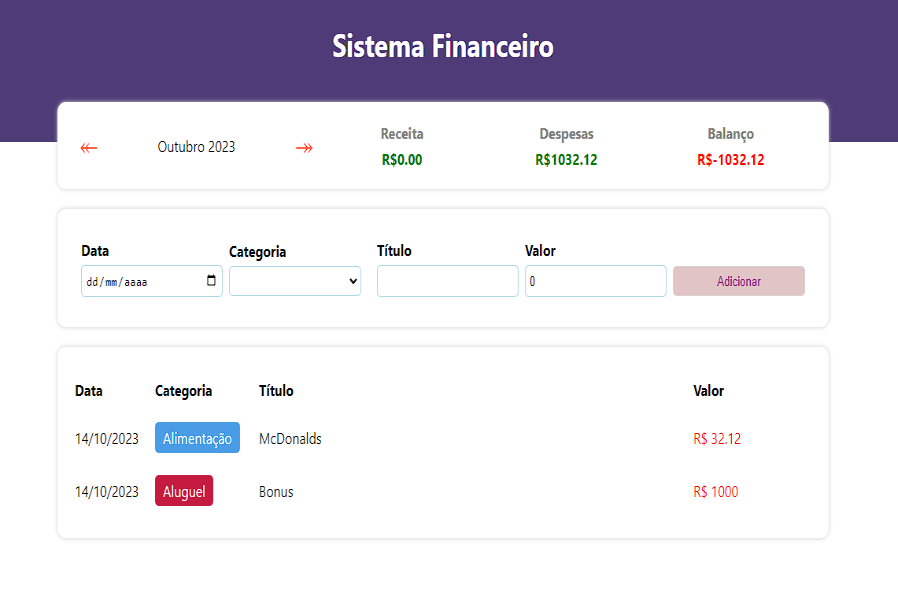 Sistema Financeiro
Outubro 2023
Receita Despesas Balanço
R$0.00 R$1032.12 R$-1032.12
Data Categoria Título Valor
dd/mm/aaaa 0 Adicionar
Data Categoria Título Valor
14/10/2023 Alimentação McDonalds R$ 32.12
14/10/2023 Aluguel Bonus R$ 1000